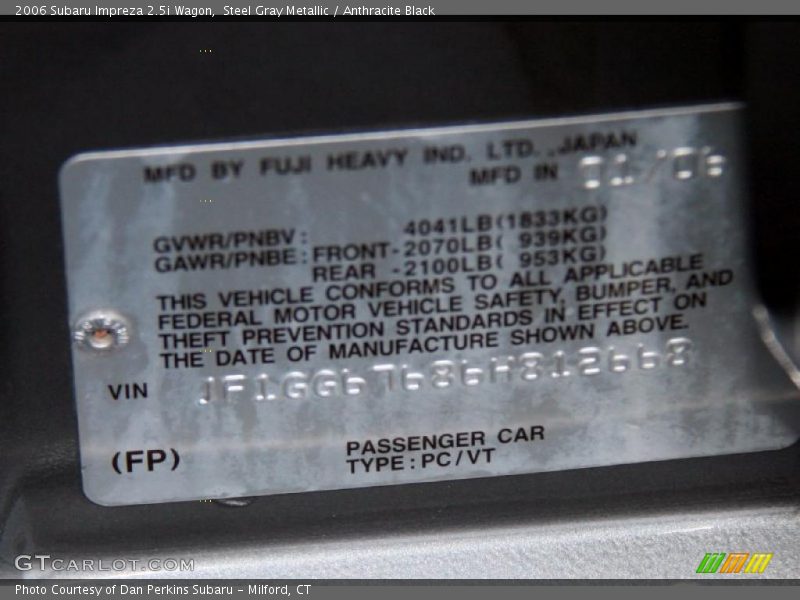 2006 Subaru Impreza 2.5i Wagon, Steel Gray Metallic / Anthracite Black
MFD BY FUJI HEAVY IND. LTD., JAPAN
MFD IN 01/06
GVWR/PNBV: 4041LB(1833KG)
GAWR/PNBE: FRONT-2070LB( 939KG)
REAR -2100LB( 953KG)
THIS VEHICLE CONFORMS TO ALL APPLICABLE
FEDERAL MOTOR VEHICLE SAFETY, BUMPER, AND
THEFT PREVENTION STANDARDS IN EFFECT ON
THE DATE OF MANUFACTURE SHOWN ABOVE.
VIN JF1GG67686H812668
(FP)
PASSENGER CAR
TYPE:PC/VT
GTCARLOT.COM
Photo Courtesy of Dan Perkins Subaru - Milford, CT